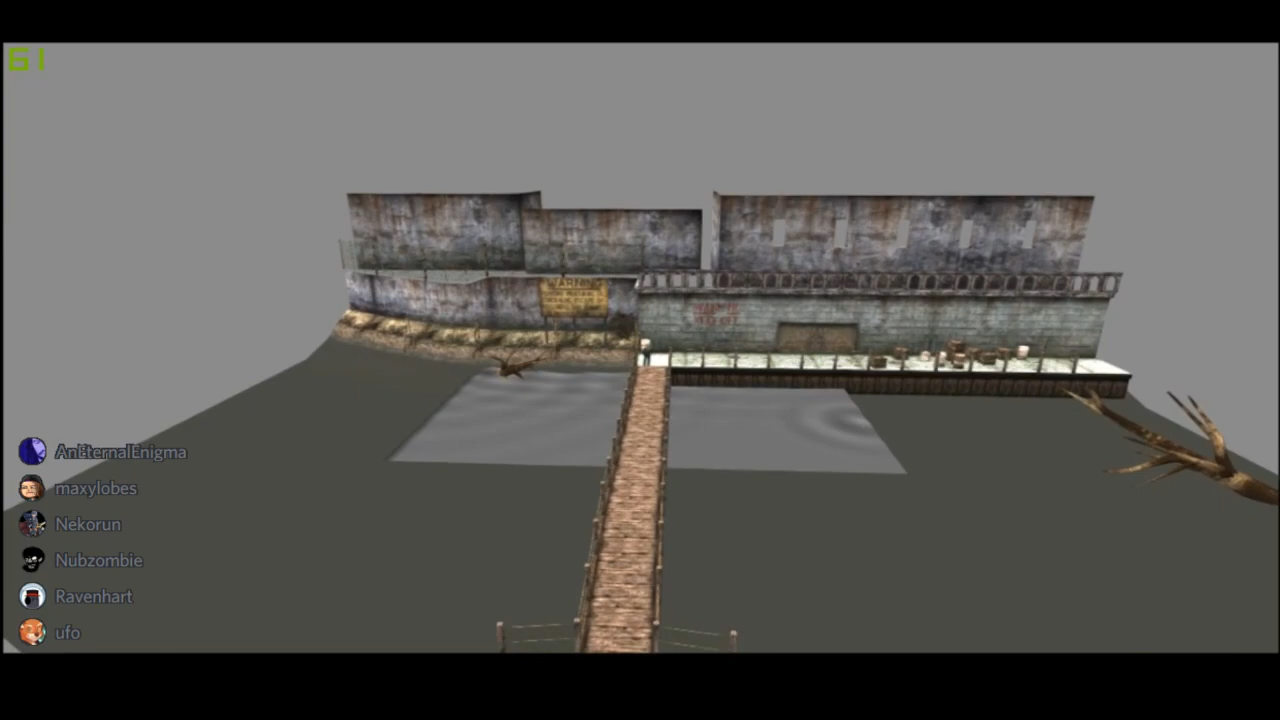 61
WARNING
AnEternalEnigma
maxylobes
Nekorun
Nubzombie
Ravenhart
ufo